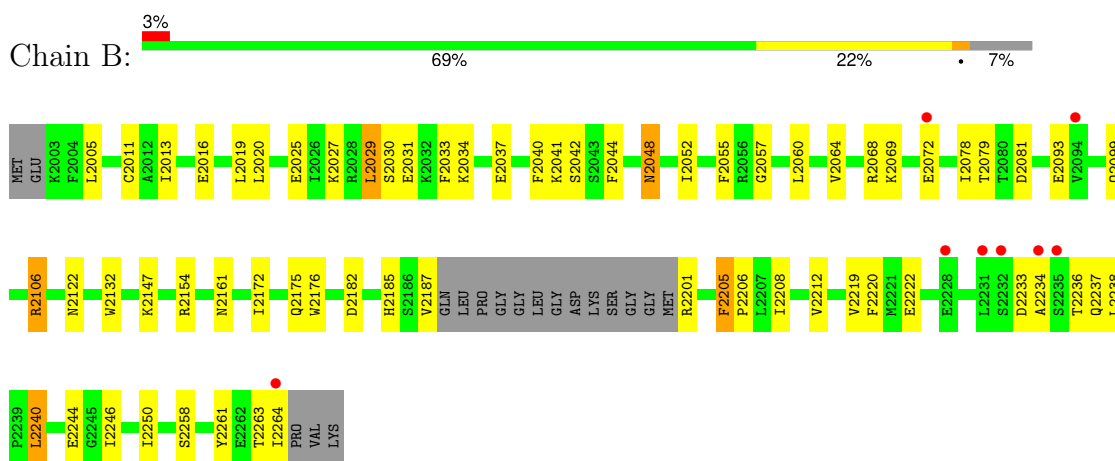 3%
Chain B:
69% 22% • 7%
MET GLU K2003 F2004 L2005 C2011 A2012 I2013 E2016 L2019 L2020 E2025 I2026 K2027 R2028 L2029 S2030 E2031 K2032 F2033 K2034 E2037 F2040 K2041 S2042 S2043 F2044 N2048 I2052 F2055 R2056 G2057 L2060 V2064 R2068 K2069 E2072 I2078 T2079 T2080 D2081 E2093 V2094
R2106 N2122 W2132 K2147 R2154 N2161 I2172 Q2175 W2176 D2182 H2185 S2186 V2187 GLN LEU PRO GLY GLY LEU GLY ASP LYS SER GLY GLY MET R2201 F2205 P2206 L2207 I2208 V2212 V2219 F2220 M2221 E2222 E2228 L2231 S2232 D2233 A2234 S2235 T2236 Q2237
P2239 L2240 E2244 G2245 I2246 I2250 S2258 Y2261 E2262 T2263 I2264 PRO VAL LYS